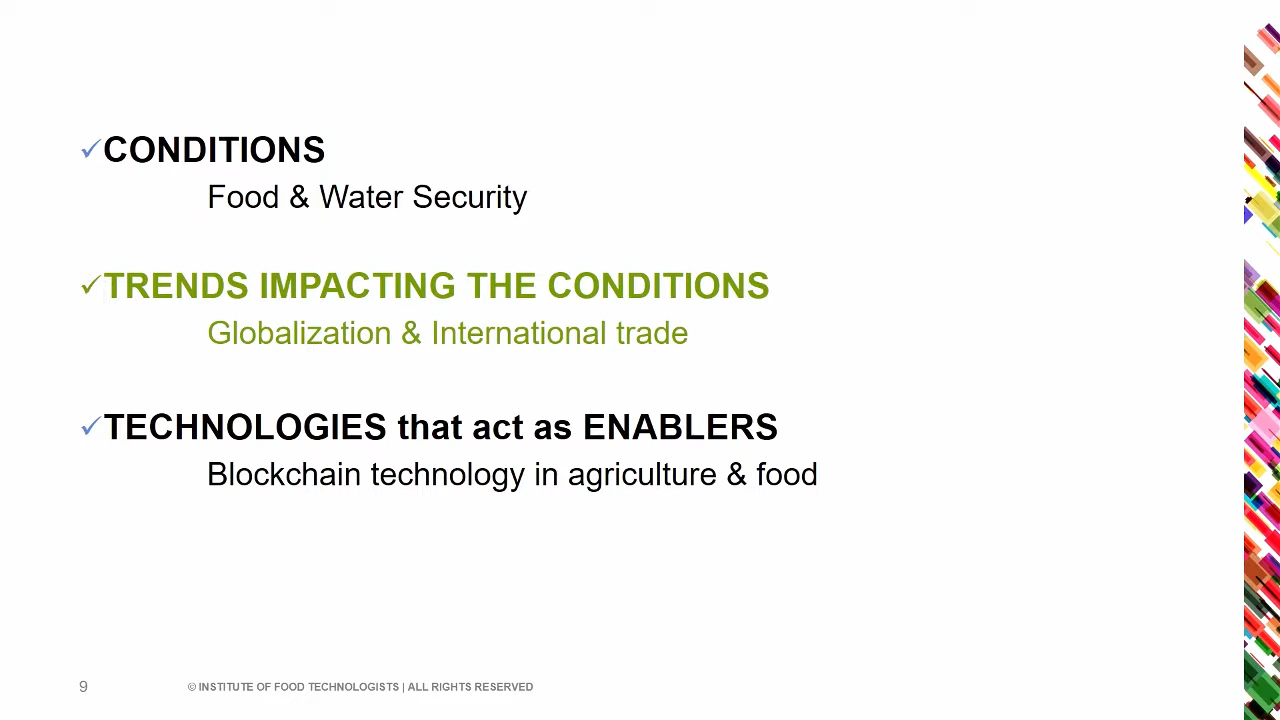 ✓CONDITIONS
Food & Water Security
✓TRENDS IMPACTING THE CONDITIONS
Globalization & International trade
✓TECHNOLOGIES that act as ENABLERS
Blockchain technology in agriculture & food
9 © INSTITUTE OF FOOD TECHNOLOGISTS | ALL RIGHTS RESERVED